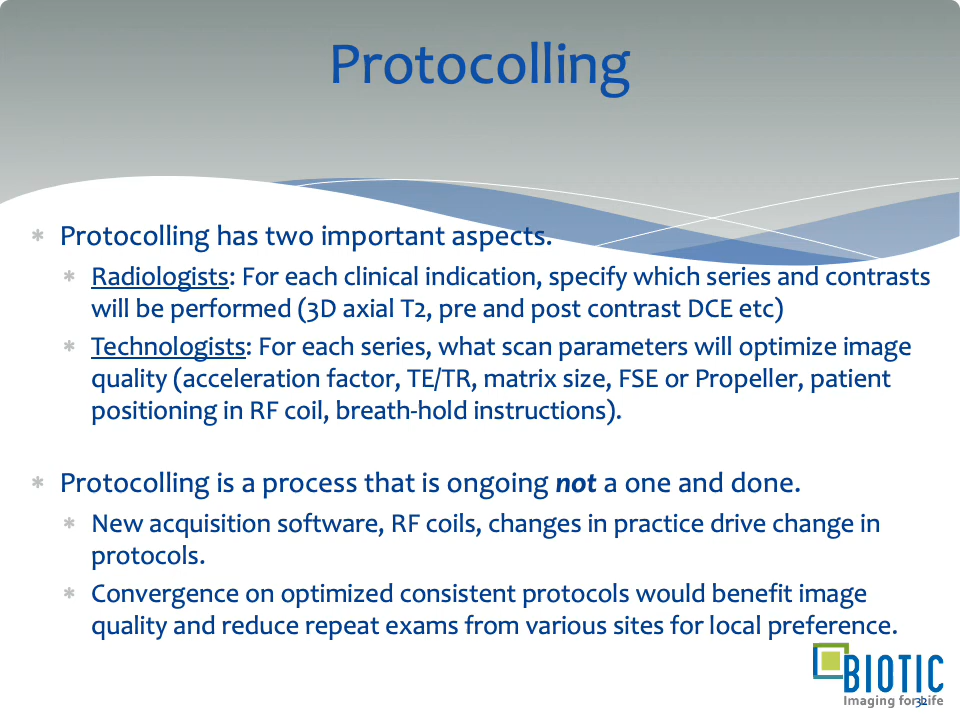 Protocolling
* Protocolling has two important aspects.
* Radiologists: For each clinical indication, specify which series and contrasts
will be performed (3D axial T2, pre and post contrast DCE etc)
* Technologists: For each series, what scan parameters will optimize image
quality (acceleration factor, TE/TR, matrix size, FSE or Propeller, patient
positioning in RF coil, breath-hold instructions).
* Protocolling is a process that is ongoing not a one and done.
* New acquisition software, RF coils, changes in practice drive change in
protocols.
* Convergence on optimized consistent protocols would benefit image
quality and reduce repeat exams from various sites for local preference.
BIOTIC
Imaging for Life
32